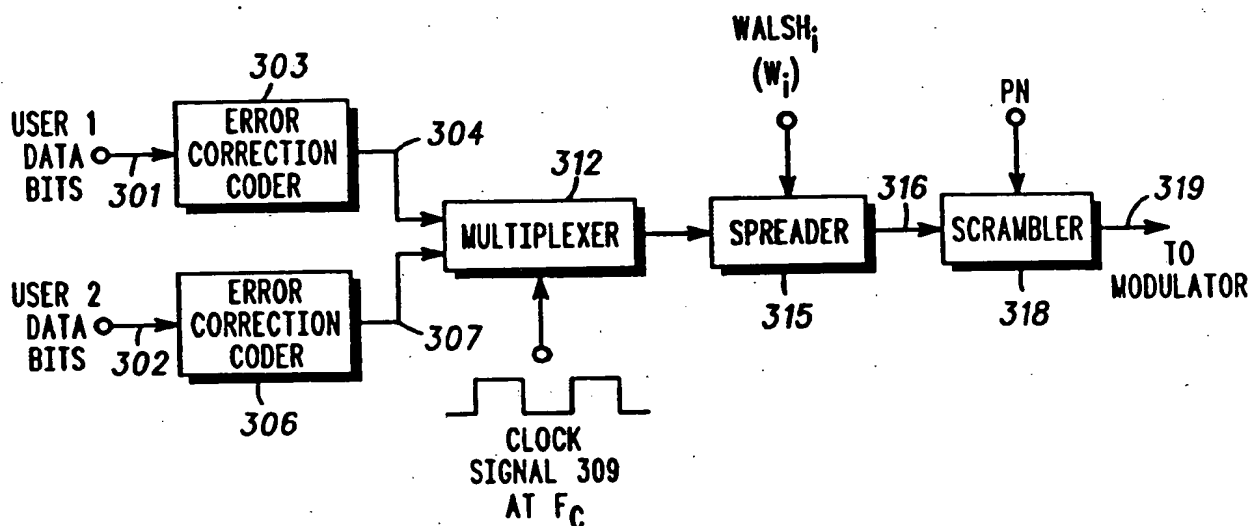 USER 1
DATA
BITS
301
303
ERROR
CORRECTION
CODER
304
USER 2
DATA
BITS
302
ERROR
CORRECTION
CODER
306
307
312
MULTIPLEXER
CLOCK
SIGNAL 309
AT FC
WALSHi
(Wi)
SPREADER
315
316
PN
SCRAMBLER
318
319
TO
MODULATOR